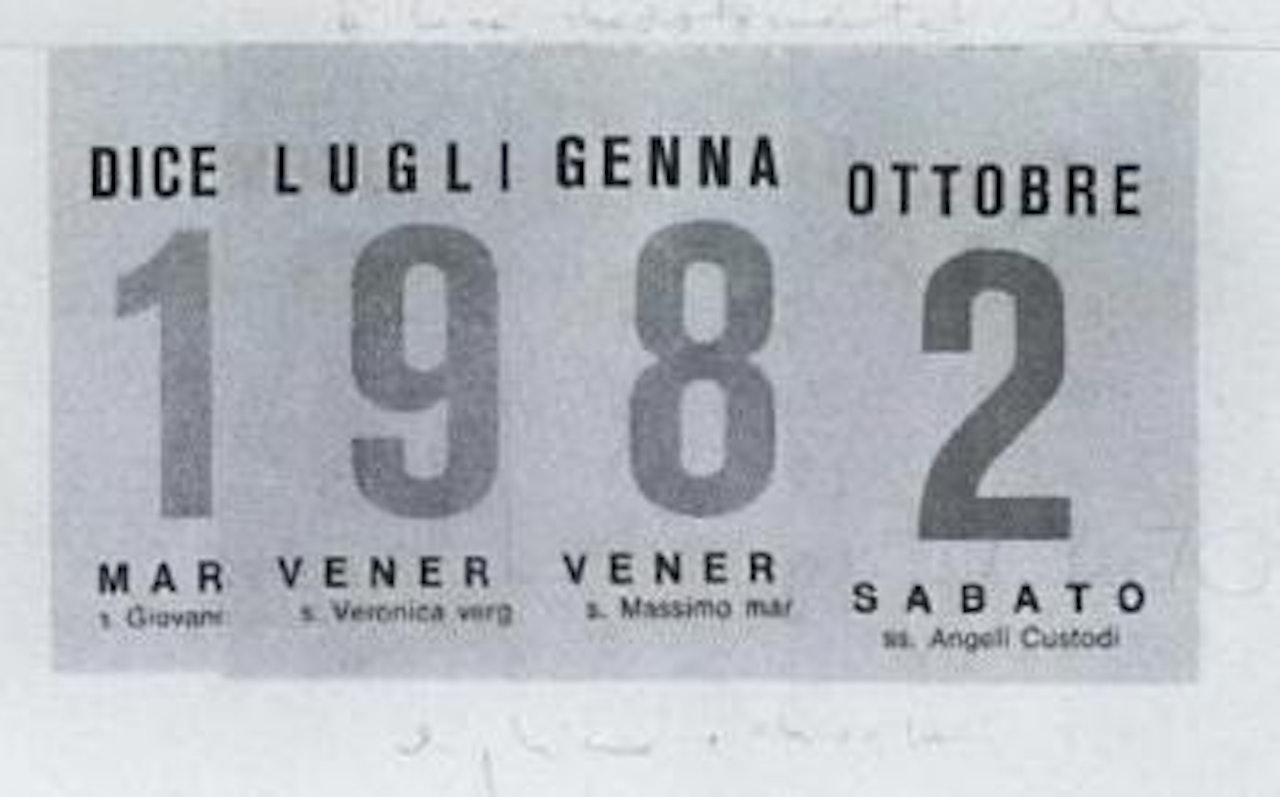 DICE LUGLI GENNA OTTOBRE
1 9 8 2
MAR VENER VENER SABATO
s. Giovann s. Veronica verg s. Massimo mar ss. Angeli Custodi